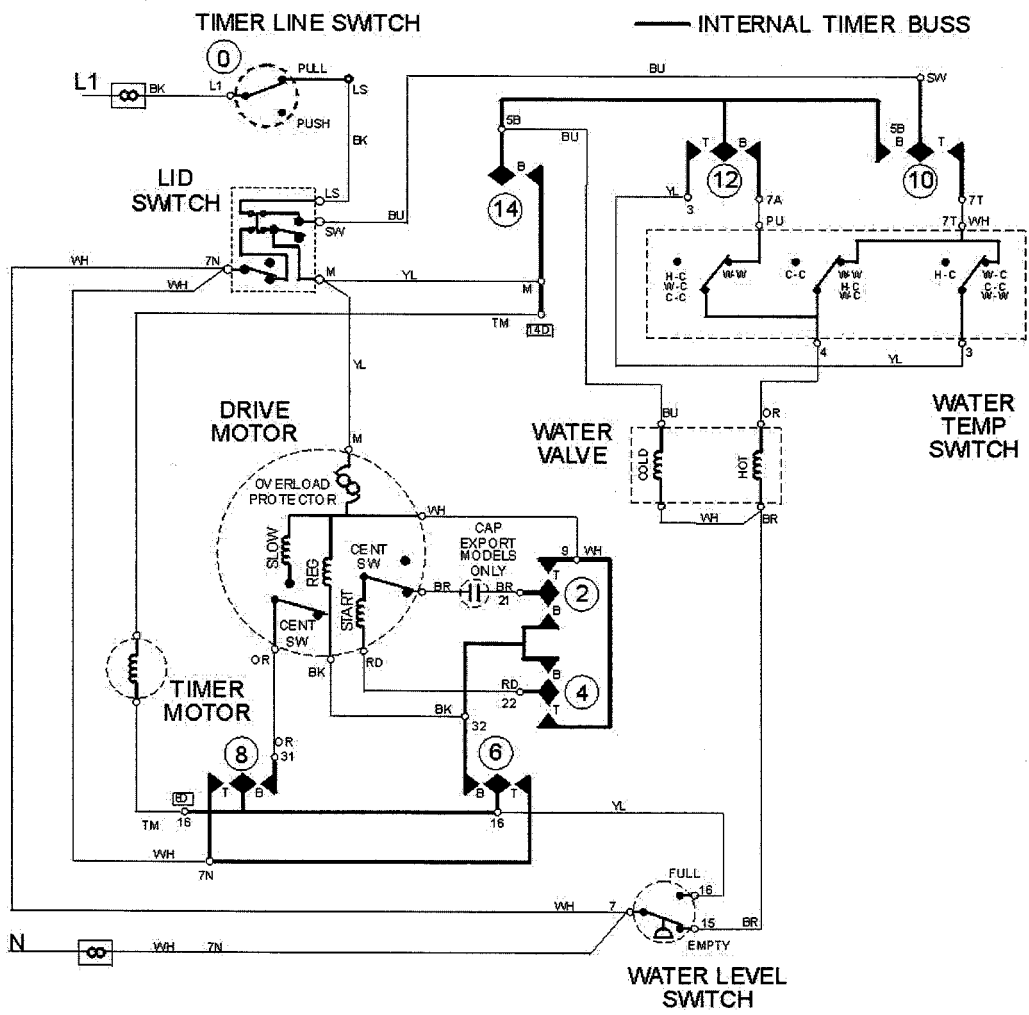 TIMER LINE SWITCH
INTERNAL TIMER BUSS
0
L1
BK
L1
PULL
LS
PUSH
BK
BU
SW
5B
BU
5B
B
T
T
B
B
14
12
10
LID
SWITCH
LS
SW
BU
YL
3
7A
PU
7T
7T
WH
WH
7N
WH
M
YL
M
TM
14D
H-C
W-C
C-C
W-W
C-C
W-W
H-C
W-C
H-C
W-C
C-C
W-W
4
YL
3
YL
DRIVE
MOTOR
M
OVERLOAD
PROTECTOR
WATER
VALVE
BU
OR
COLD
HOT
WATER
TEMP
SWITCH
WH
BR
WH
SLOW
REG
CENT
SW
START
CENT
SW
CAP
EXPORT
MODELS
ONLY
BR
BR
21
9
WH
T
2
B
OR
BK
RD
RD
22
B
4
T
BK
32
TIMER
MOTOR
OR
31
8
6
T
B
B
T
8D
16
TM
16
YL
WH
7N
FULL
16
WH
7
15
BR
EMPTY
N
WH
7N
WATER LEVEL
SWITCH